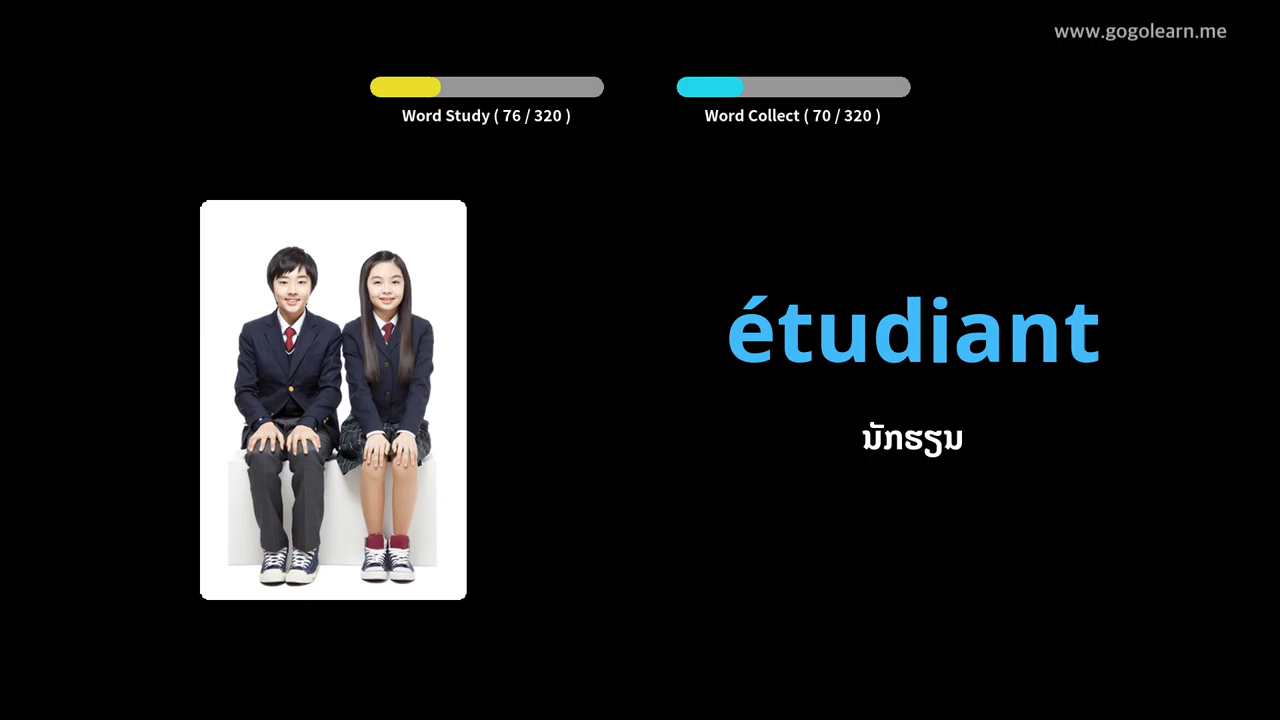 www.gogolearn.me
Word Study ( 76 / 320 )
Word Collect ( 70 / 320 )
étudiant
ນັກຮຽນ